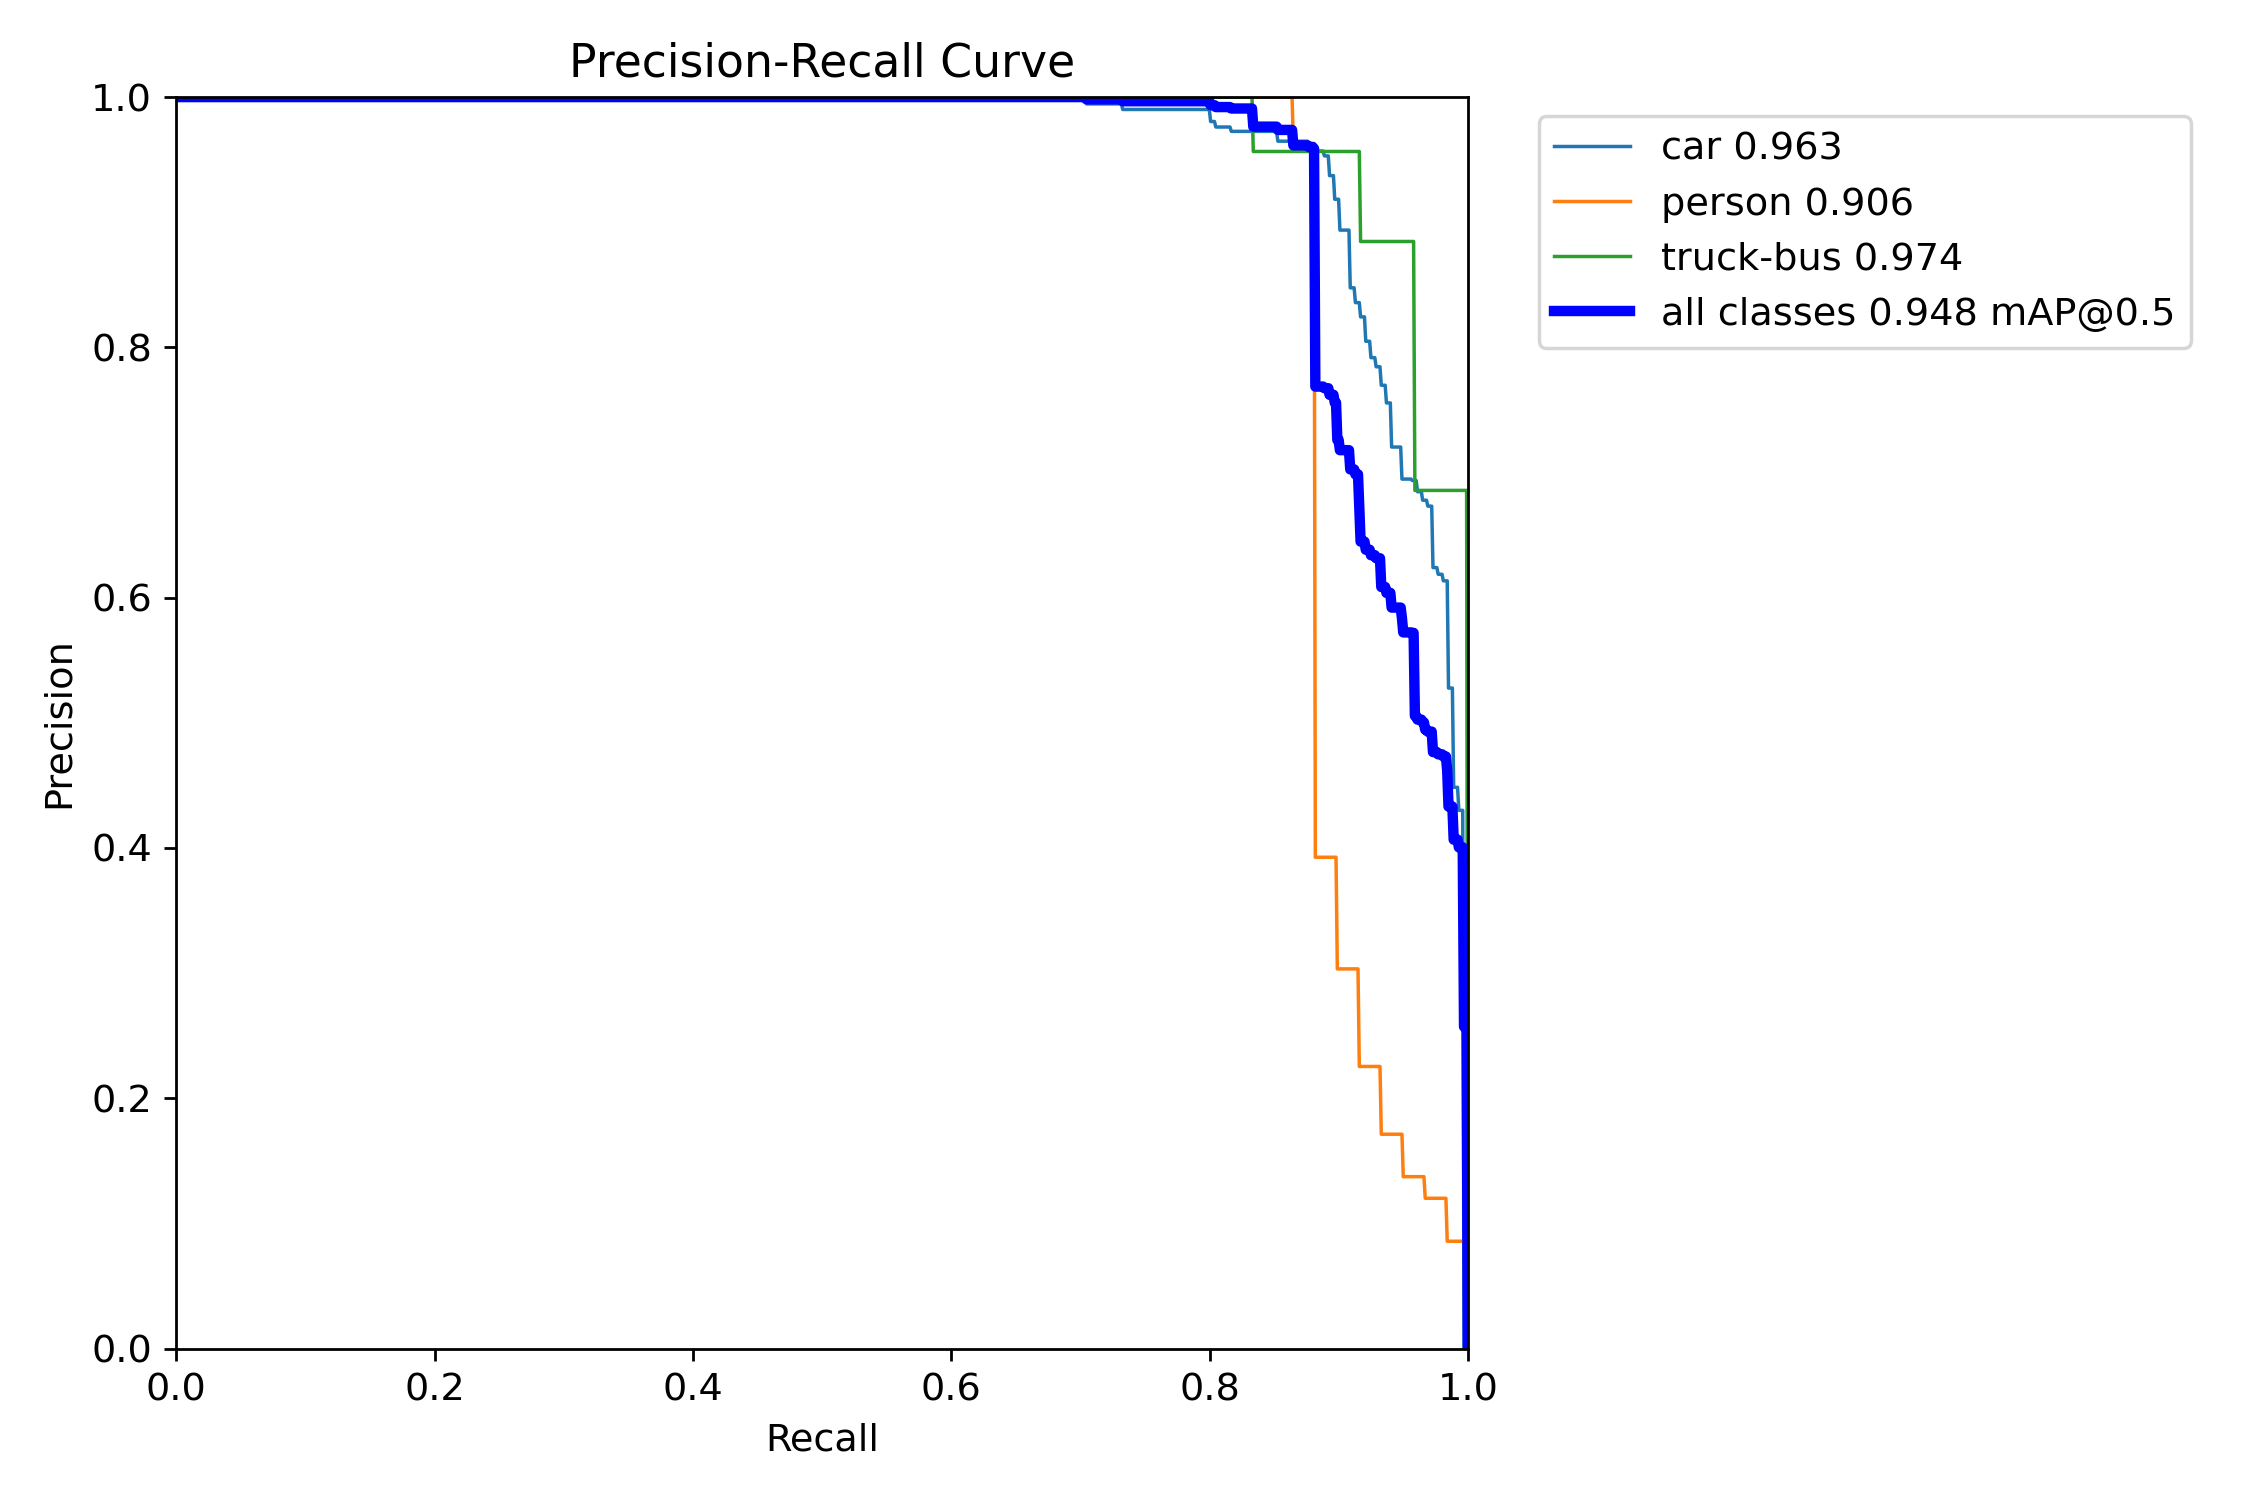 Precision-Recall Curve
1.0
0.8
0.6
0.4
0.2
0.0
Precision
0.0 0.2 0.4 0.6 0.8 1.0
Recall
car 0.963
person 0.906
truck-bus 0.974
all classes 0.948 mAP@0.5